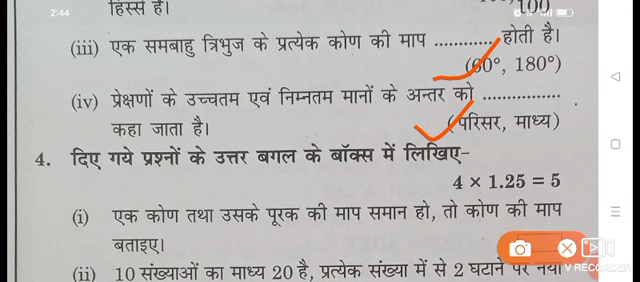 हिस्से हैं।
100
2:44
(iii) एक समबाहु त्रिभुज के प्रत्येक कोण की माप ............ होती है।
(60°, 180°)
(iv) प्रेक्षणों के उच्चतम एवं निम्नतम मानों के अन्तर को ...............
कहा जाता है। (परिसर, माध्य)
4. दिए गये प्रश्नों के उत्तर बगल के बॉक्स में लिखिए–
4 × 1.25 = 5
(i) एक कोण तथा उसके पूरक की माप समान हो, तो कोण की माप
बताइए।
(ii) 10 संख्याओं का माध्य 20 है, प्रत्येक संख्या में से 2 घटाने पर नया
V RECORDER